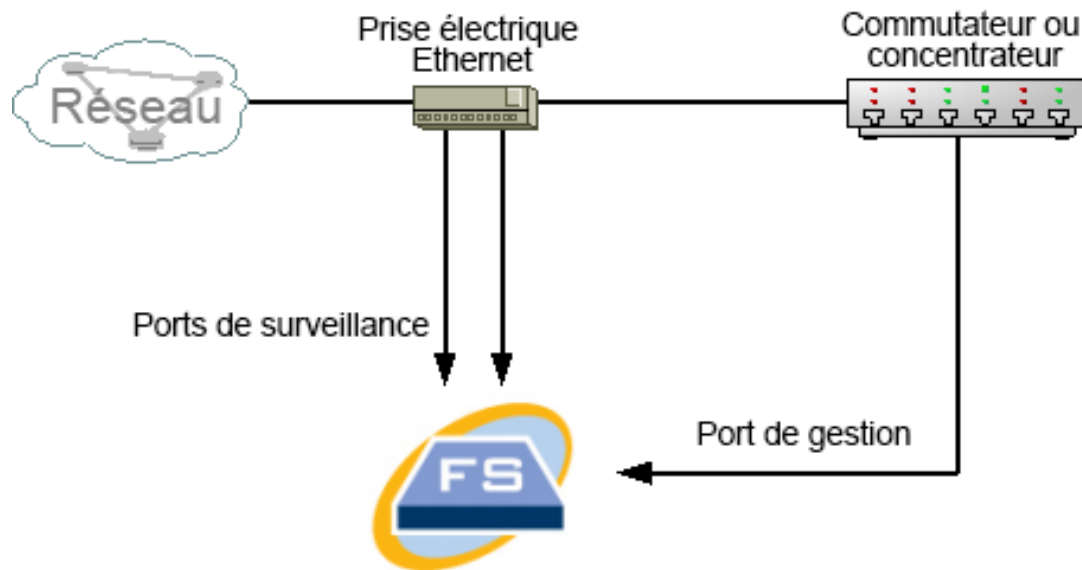 Prise électrique
Ethernet
Commutateur ou
concentrateur
Réseau
Ports de surveillance
Port de gestion
FS